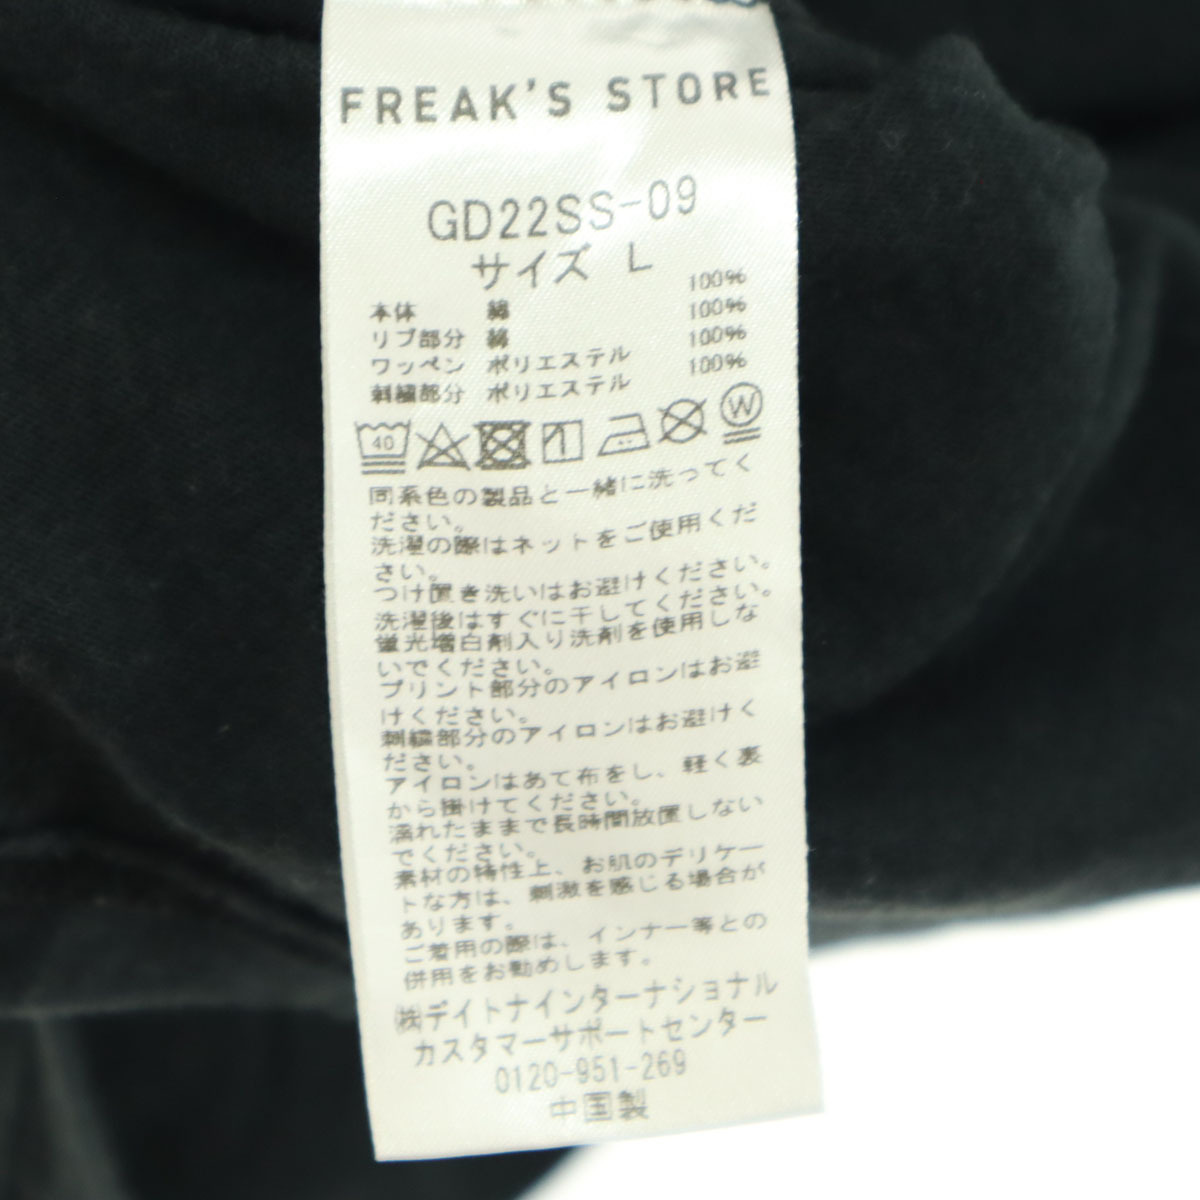 FREAK'S STORE
GD22SS-09
サイズ L
本体 綿 100%
リブ部分 綿 100%
ワッペン ポリエステル 100%
刺繍部分 ポリエステル 100%
40
W
同系色の製品と一緒に洗ってく
ださい。
洗濯の際はネットをご使用くだ
さい。
つけ置き洗いはお避けください。
洗濯後はすぐに干してください。
蛍光増白剤入り洗剤を使用しな
いでください。
プリント部分のアイロンはお避
けください。
刺繍部分のアイロンはお避けく
ださい。
アイロンはあて布をし、軽く裏
から掛けてください。
濡れたままで長時間放置しない
でください。
素材の特性上、お肌のデリケー
トな方は、刺激を感じる場合が
あります。
ご着用の際は、インナー等との
併用をお勧めします。
㈱デイトナインターナショナル
カスタマーサポートセンター
0120-951-269
中国製